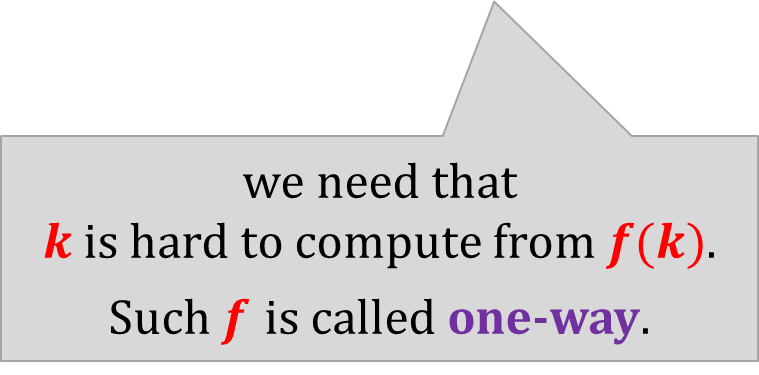 we need that
k is hard to compute from f(k).
Such f is called one-way.